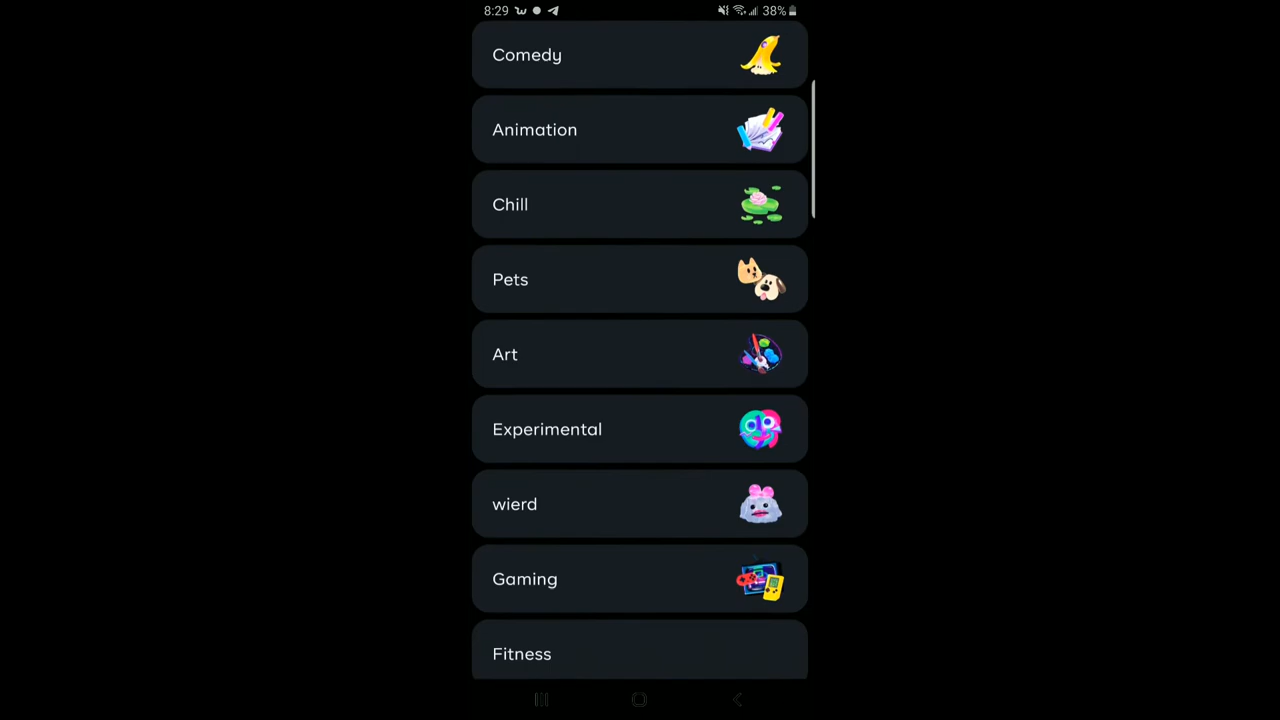 8:29 38%
Comedy
Animation
Chill
Pets
Art
Experimental
wierd
Gaming
Fitness